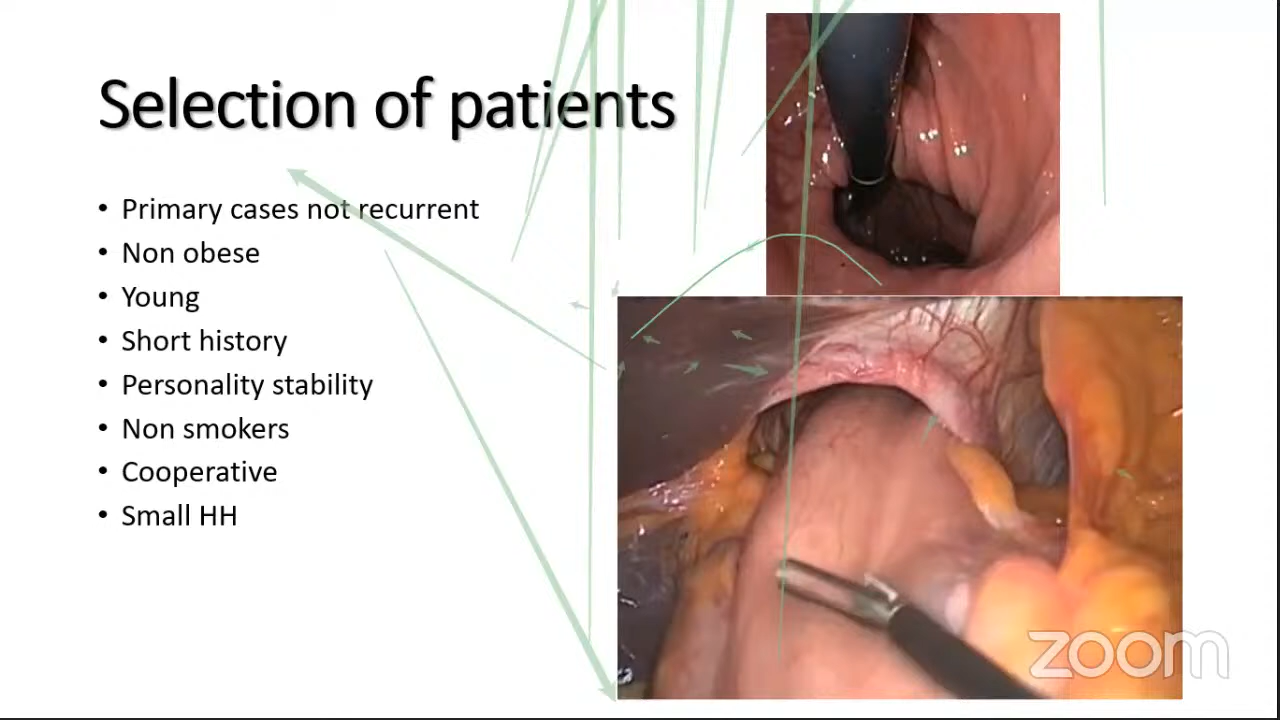 Selection of patients
• Primary cases not recurrent
• Non obese
• Young
• Short history
• Personality stability
• Non smokers
• Cooperative
• Small HH
zoom